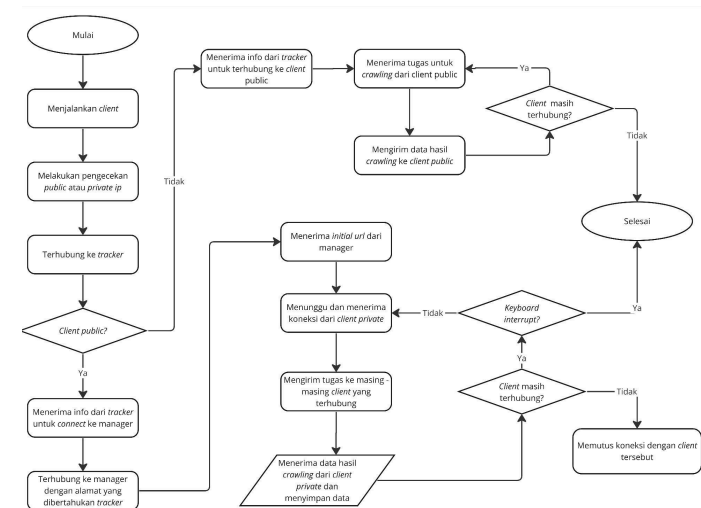 Mulai
Menjalankan client
Melakukan pengecekan
public atau private ip
Terhubung ke tracker
Client public?
Tidak
Ya
Menerima info dari tracker
untuk connect ke manager
Terhubung ke manager
dengan alamat yang
dibertahukan tracker
Menerima info dari tracker
untuk terhubung ke client
public
Menerima tugas untuk
crawling dari client public
Mengirim data hasil
crawling ke client public
Ya
Client masih
terhubung?
Tidak
Selesai
Menerima initial url dari
manager
Menunggu dan menerima
koneksi dari client private
Mengirim tugas ke masing -
masing client yang
terhubung
Menerima data hasil
crawling dari client
private dan
menyimpan data
Tidak
Keyboard
interrupt?
Ya
Ya
Client masih
terhubung?
Tidak
Memutus koneksi dengan client
tersebut